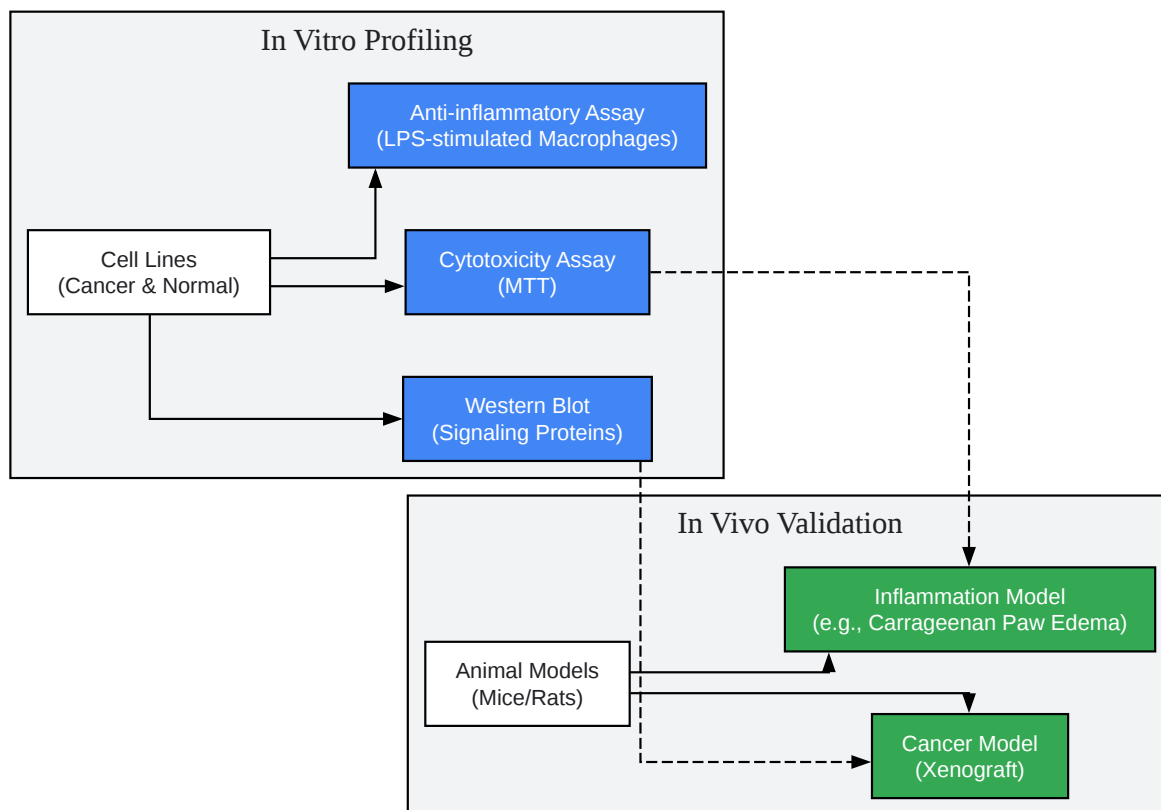 In Vitro Profiling
Anti-inflammatory Assay
(LPS-stimulated Macrophages)
Cell Lines
(Cancer & Normal)
Cytotoxicity Assay
(MTT)
Western Blot
(Signaling Proteins)
In Vivo Validation
Inflammation Model
(e.g., Carrageenan Paw Edema)
Animal Models
(Mice/Rats)
Cancer Model
(Xenograft)